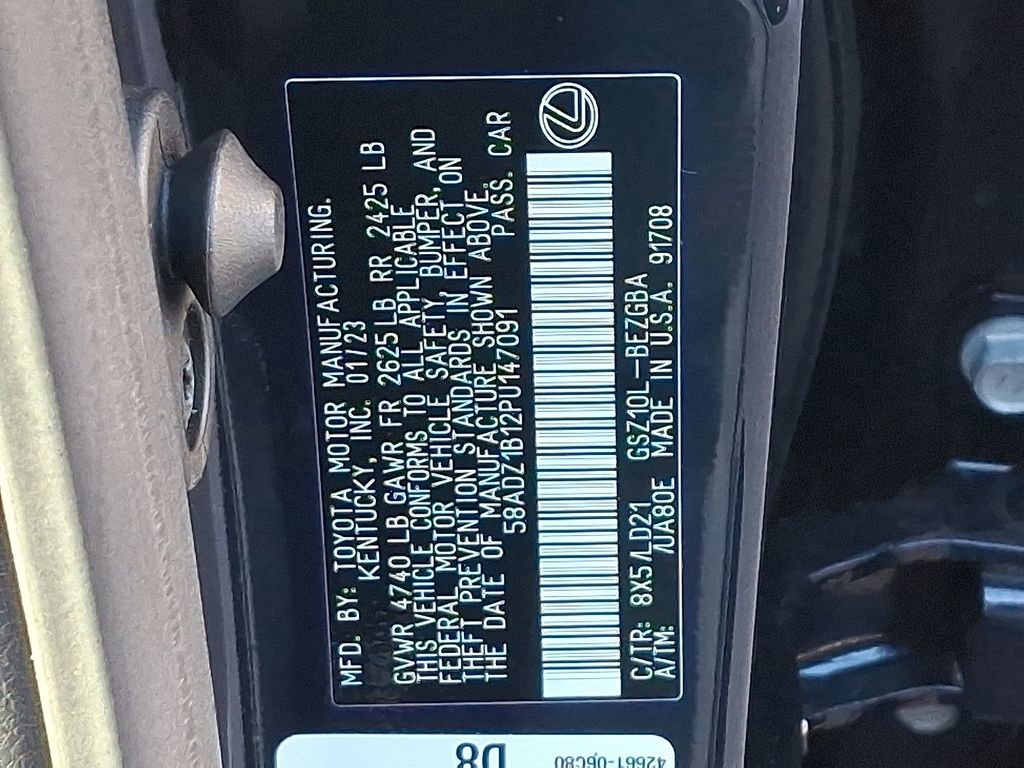 MFD. BY: TOYOTA MOTOR MANUFACTURING.
KENTUCKY, INC. 01/23
GVWR 4740 LB GAWR FR 2625 LB RR 2425 LB
THIS VEHICLE CONFORMS TO ALL APPLICABLE
FEDERAL MOTOR VEHICLE SAFETY, BUMPER, AND
THEFT PREVENTION STANDARDS IN EFFECT ON
THE DATE OF MANUFACTURE SHOWN ABOVE.
58ADZ1B12PU147091 PASS. CAR
C/TR: 8X5/LD21 GSZ10L-BEZGBA
A/TM: /UA80E MADE IN U.S.A. 91708
D8
42661-06C80